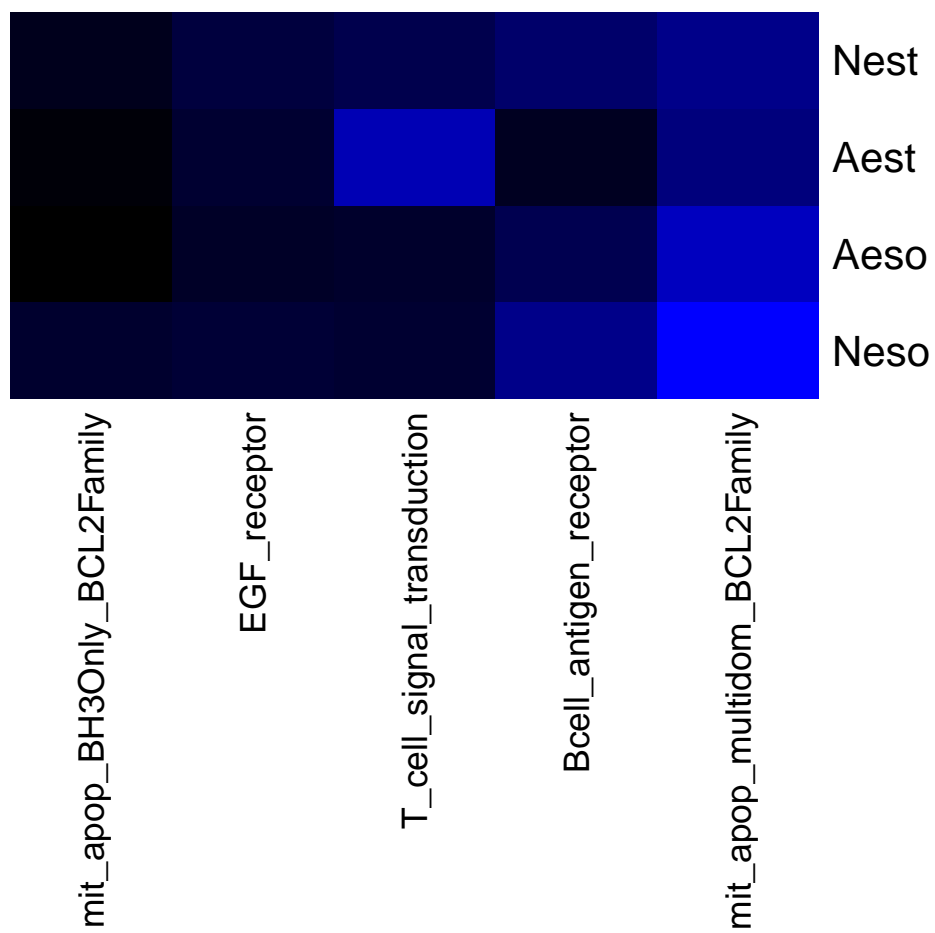 Nest
Aest
Aeso
Neso
mit_apop_BH3Only_BCL2Family
EGF_receptor
T_cell_signal_transduction
Bcell_antigen_receptor
mit_apop_multidom_BCL2Family